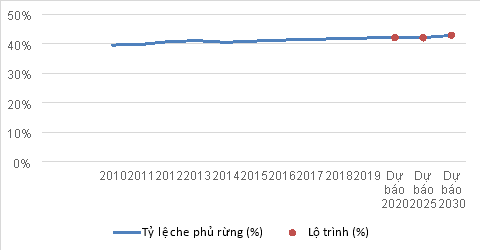 50%
40%
30%
20%
10%
0%
2010 2011 2012 2013 2014 2015 2016 2017 2018 2019 Dự Dự Dự
báo báo báo
2020 2025 2030
Tỷ lệ che phủ rừng (%) Lộ trình (%)